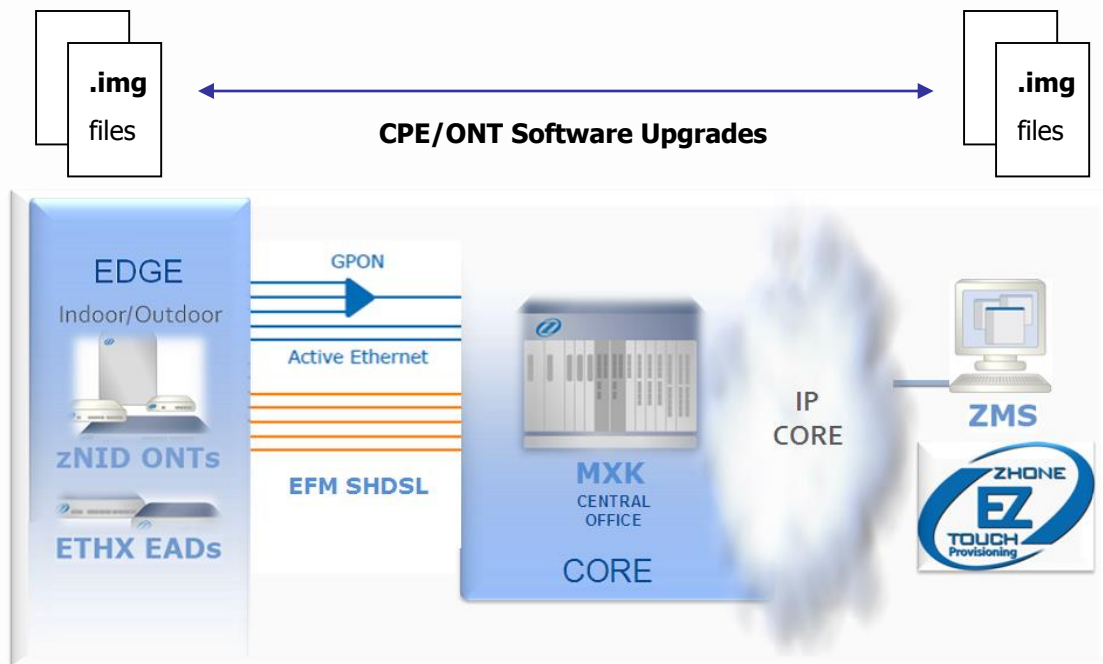 .img
files
.img
files
CPE/ONT Software Upgrades
EDGE
Indoor/Outdoor
zNID ONTs
ETHX EADs
GPON
Active Ethernet
EFM SHDSL
MXK
CENTRAL
OFFICE
CORE
IP
CORE
ZMS
ZHONE
EZ
TOUCH
Provisioning